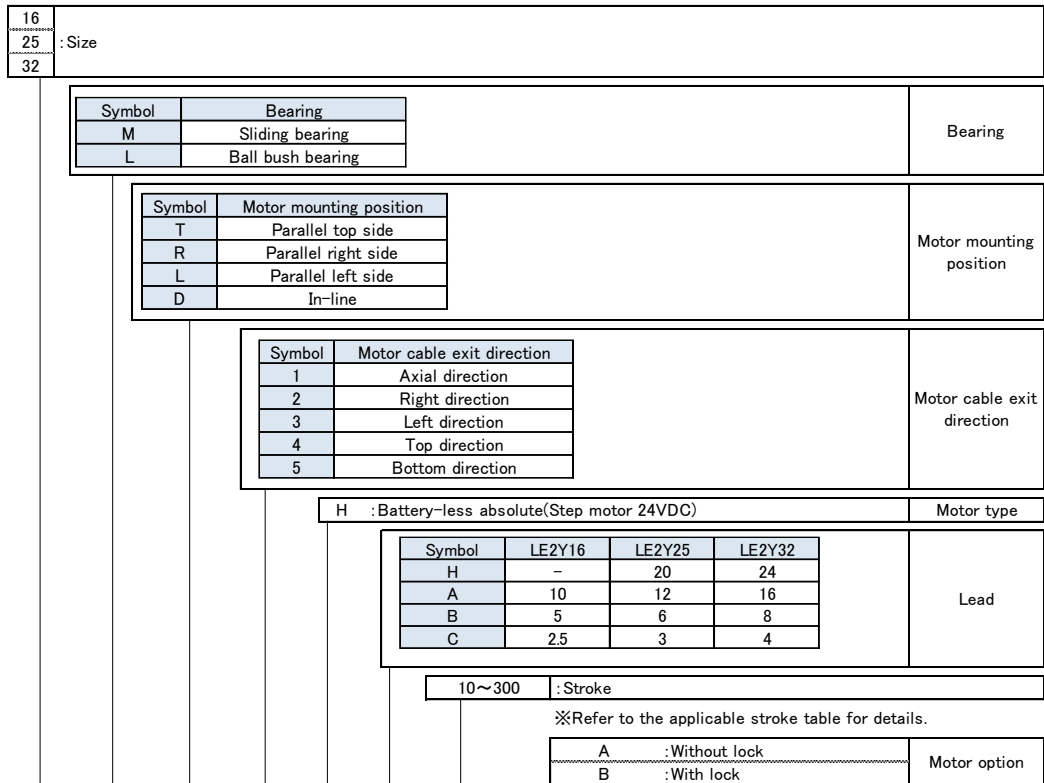 16
25 :Size
32
Symbol Bearing
M Sliding bearing
L Ball bush bearing
Bearing
Symbol Motor mounting position
T Parallel top side
R Parallel right side
L Parallel left side
D In-line
Motor mounting
position
Symbol Motor cable exit direction
1 Axial direction
2 Right direction
3 Left direction
4 Top direction
5 Bottom direction
Motor cable exit
direction
H :Battery-less absolute(Step motor 24VDC) Motor type
Symbol LE2Y16 LE2Y25 LE2Y32
H - 20 24
A 10 12 16
B 5 6 8
C 2.5 3 4
Lead
10~300 :Stroke
※Refer to the applicable stroke table for details.
A :Without lock
B :With lock
Motor option